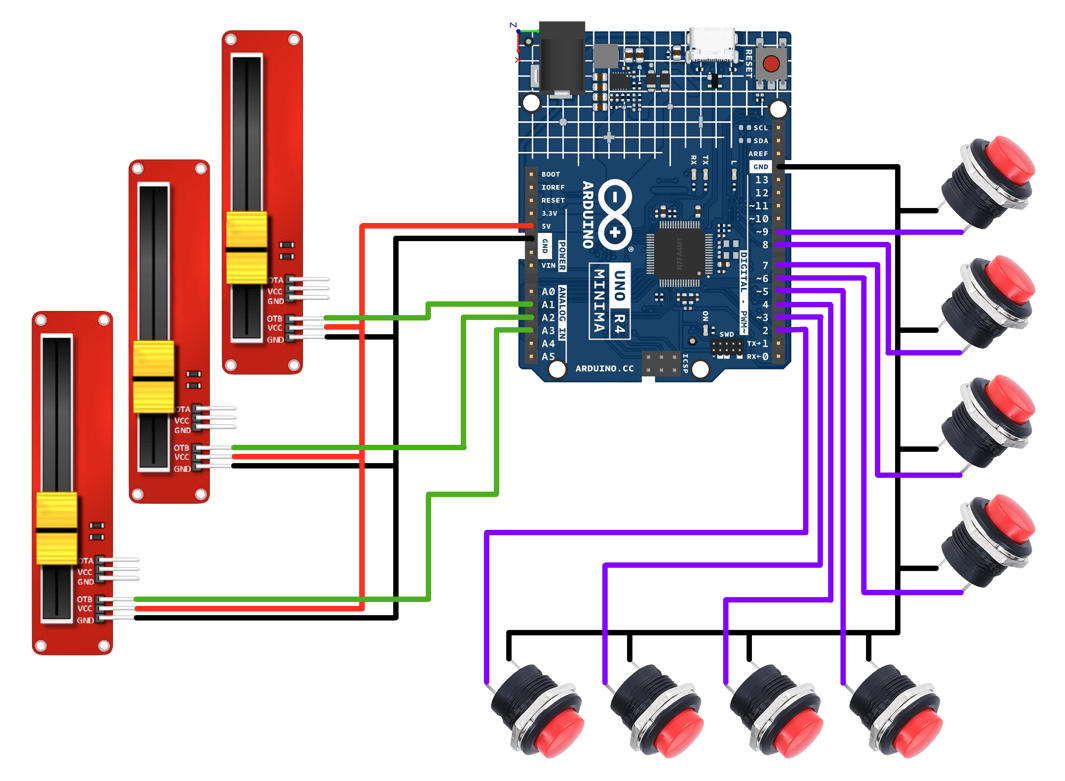 Z
Y
RESET
SCL
SDA
AREF
GND
13
12
~11
~10
~9
8
7
~6
~5
4
~3
2
TX→1
RX←0
DIGITAL - PWM~
RX
TX
L
BOOT
IOREF
RESET
3.3V
5V
GND
VIN
POWER
A0
A1
A2
A3
A4
A5
ANALOG IN
ARDUINO
®
UNO R4
MINIMA
ON
SWD
ICSP
ARDUINO.CC
OTA
VCC
GND
OTB
VCC
GND
OTA
VCC
GND
OTB
VCC
GND
OTA
VCC
GND
OTB
VCC
GND